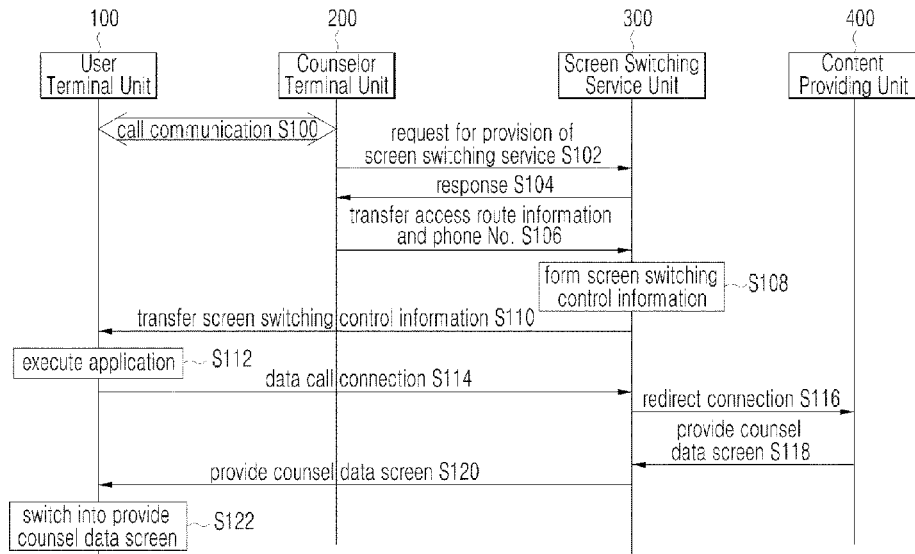 100
200
300
400
User
Terminal Unit
Counselor
Terminal Unit
Screen Switching
Service Unit
Content
Providing Unit
call communication S100
request for provision of
screen switching service S102
response S104
transfer access route information
and phone No. S106
form screen switching
control information
S108
transfer screen switching control information S110
execute application
S112
data call connection S114
redirect connection S116
provide counsel
data screen S118
provide counsel data screen S120
switch into provide
counsel data screen
S122